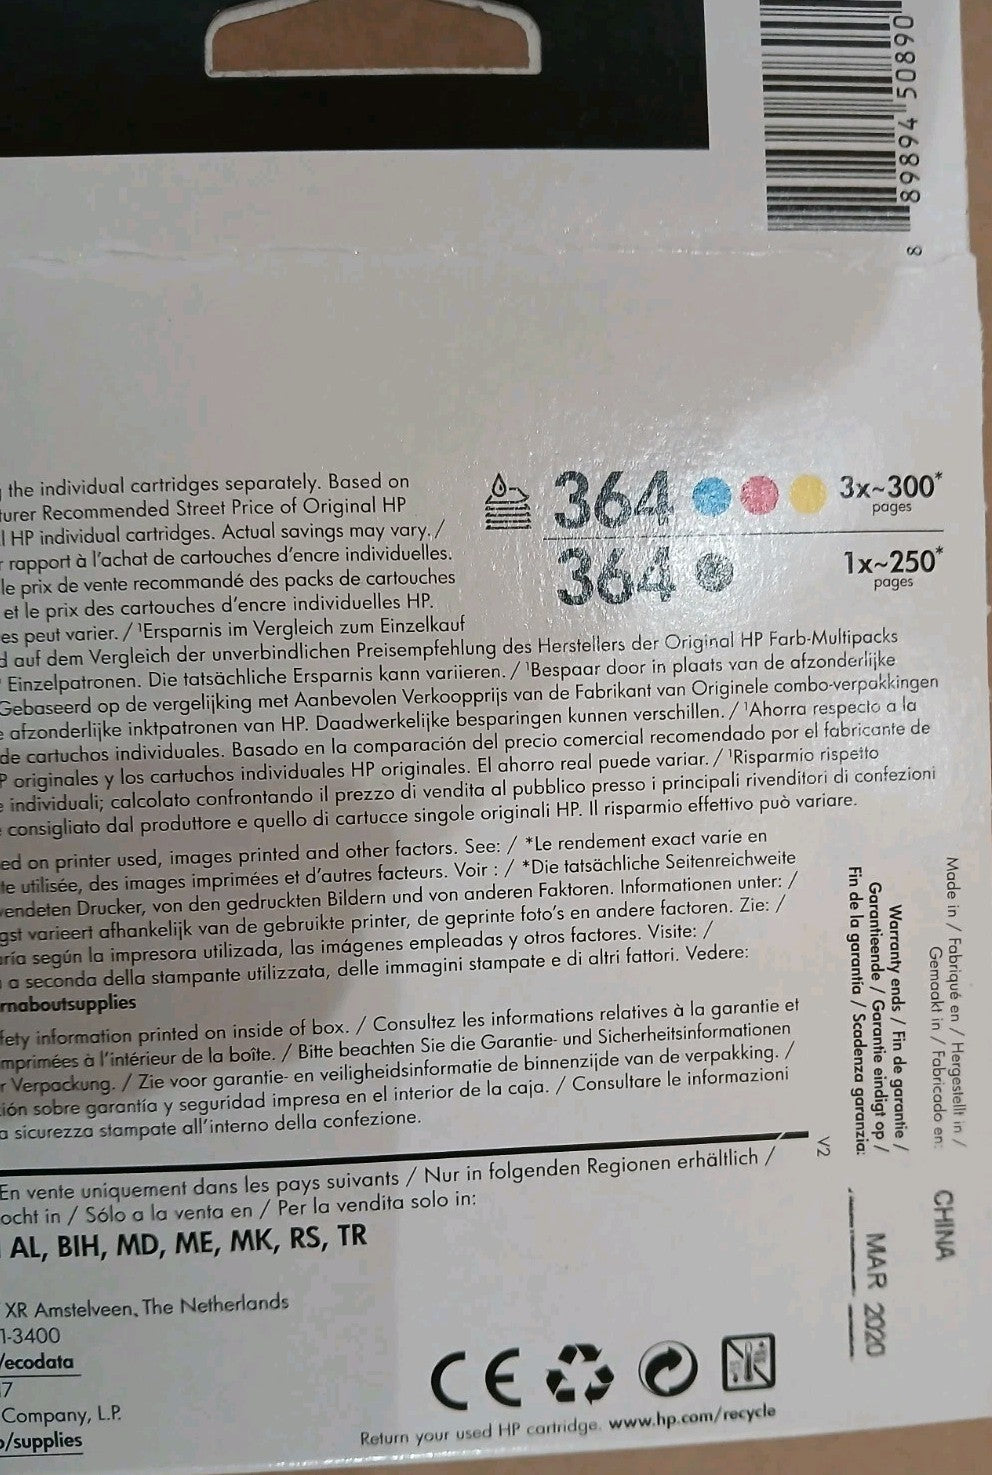 06805"76898
8
the individual cartridges separately. Based on
turer Recommended Street Price of Original HP
l HP individual cartridges. Actual savings may vary. /
r rapport à l'achat de cartouches d'encre individuelles.
le prix de vente recommandé des packs de cartouches
et le prix des cartouches d'encre individuelles HP.
es peut varier. / ¹Ersparnis im Vergleich zum Einzelkauf
d auf dem Vergleich der unverbindlichen Preisempfehlung des Herstellers der Original HP Farb-Multipacks
Einzelpatronen. Die tatsächliche Ersparnis kann variieren. / ¹Bespaar door in plaats van de afzonderlijke
Gebaseerd op de vergelijking met Aanbevolen Verkoopprijs van de Fabrikant van Originele combo-verpakkingen
e afzonderlijke inktpatronen van HP. Daadwerkelijke besparingen kunnen verschillen. / ¹Ahorra respecto a la
de cartuchos individuales. Basado en la comparación del precio comercial recomendado por el fabricante de
P originales y los cartuchos individuales HP originales. El ahorro real puede variar. / ¹Risparmio rispetto
e individuali; calcolato confrontando il prezzo di vendita al pubblico presso i principali rivenditori di confezioni
consigliato dal produttore e quello di cartucce singole originali HP. Il risparmio effettivo può variare.
364
3x~300*
pages
364
1x~250*
pages
ed on printer used, images printed and other factors. See: / *Le rendement exact varie en
te utilisée, des images imprimées et d'autres facteurs. Voir : / *Die tatsächliche Seitenreichweite
vendeten Drucker, von den gedruckten Bildern und von anderen Faktoren. Informationen unter: /
gst varieert afhankelijk van de gebruikte printer, de geprinte foto's en andere factoren. Zie: /
aría según la impresora utilizada, las imágenes empleadas y otros factores. Visite: /
a seconda della stampante utilizzata, delle immagini stampate e di altri fattori. Vedere:
rnaboutsupplies
fety information printed on inside of box. / Consultez les informations relatives à la garantie et
mprimées à l'intérieur de la boîte. / Bitte beachten Sie die Garantie- und Sicherheitsinformationen
r Verpackung. / Zie voor garantie- en veiligheidsinformatie de binnenzijde van de verpakking. /
ión sobre garantía y seguridad impresa en el interior de la caja. / Consultare le informazioni
a sicurezza stampate all'interno della confezione.
V2
En vente uniquement dans les pays suivants / Nur in folgenden Regionen erhältlich /
ocht in / Sólo a la venta en / Per la vendita solo in:
AL, BIH, MD, ME, MK, RS, TR
XR Amstelveen, The Netherlands
1-3400
/ecodata
17
Company, L.P.
o/supplies
CE
Return your used HP cartridge. www.hp.com/recycle
Made in / Fabriqué en / Hergestellt in /
Gemaakt in / Fabricado en:
CHINA
Warranty ends / Fin de garantie /
Garantieende / Garantie eindigt op /
Fin de la garantía / Scadenza garanzia:
MAR 2020